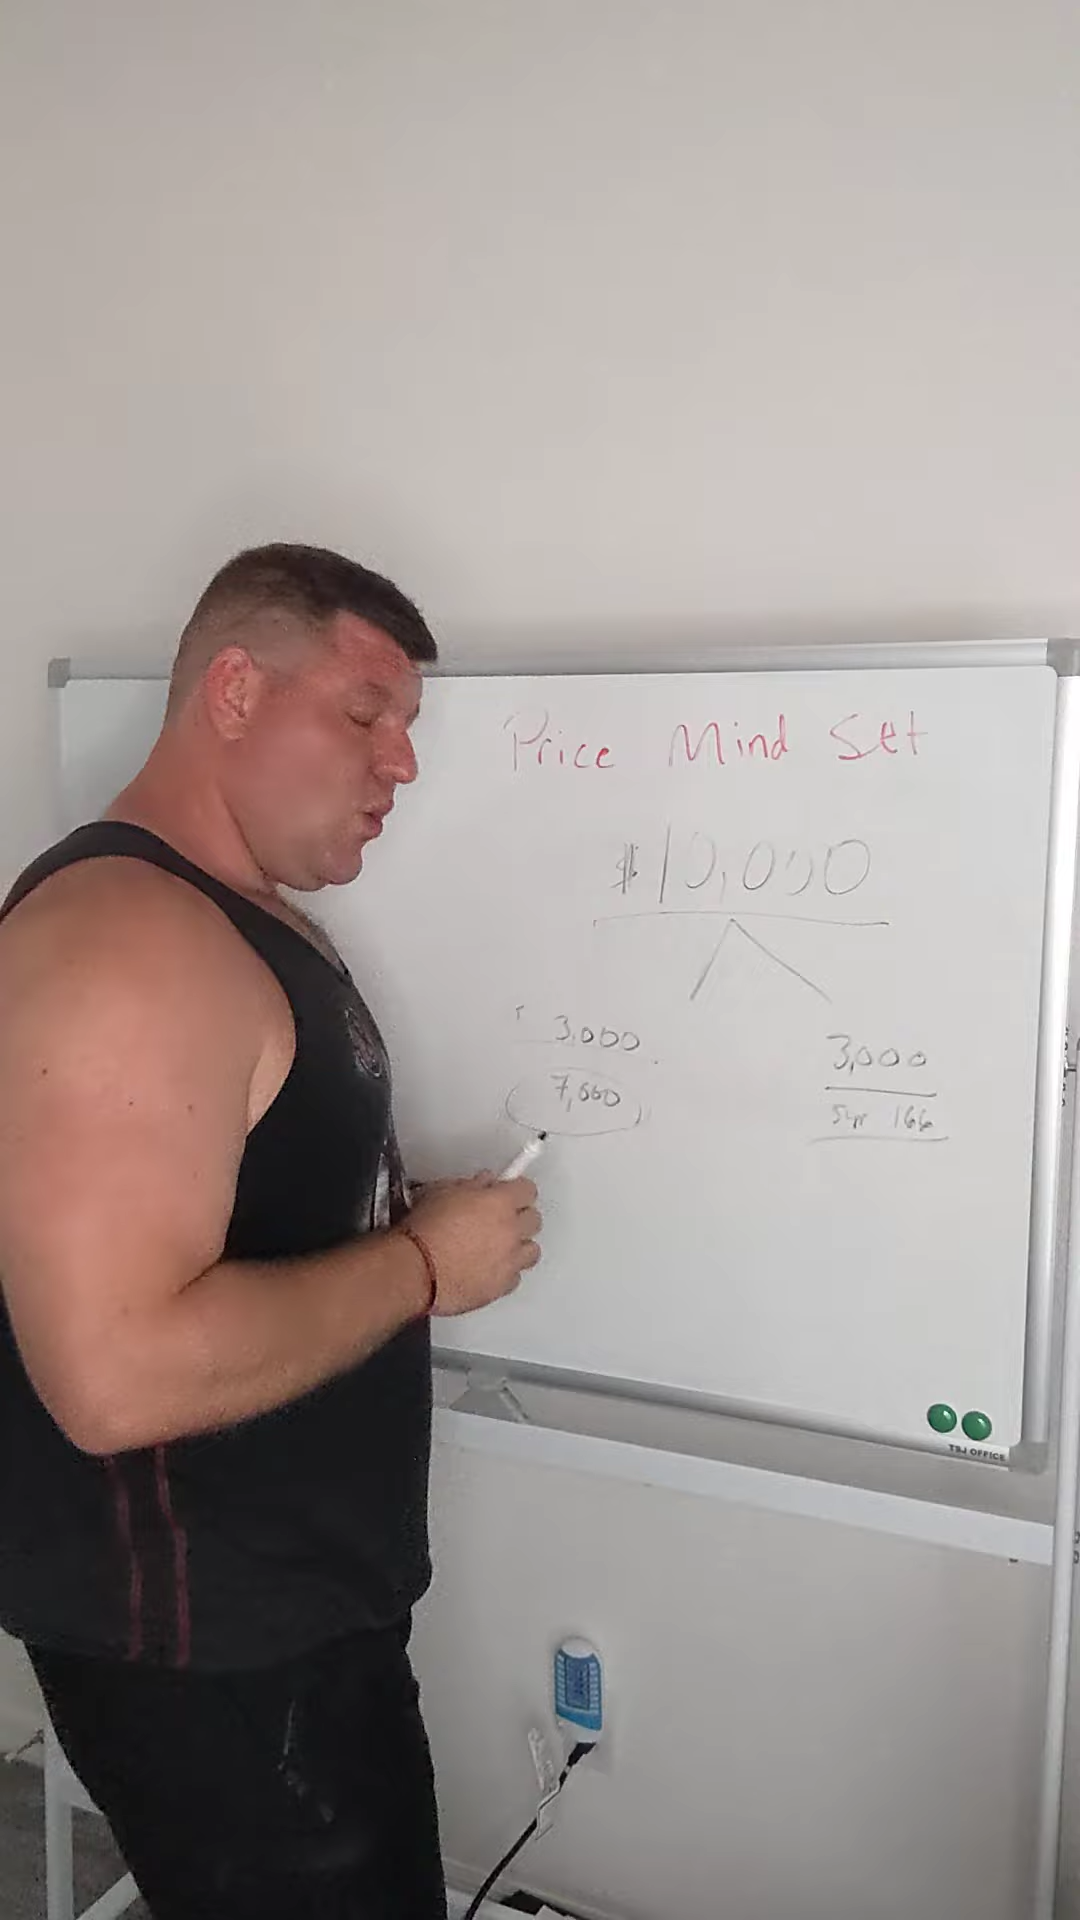 Price Mind Set
$10,000
3.000
7,000
3,000
5yr 166
TSJ OFFICE